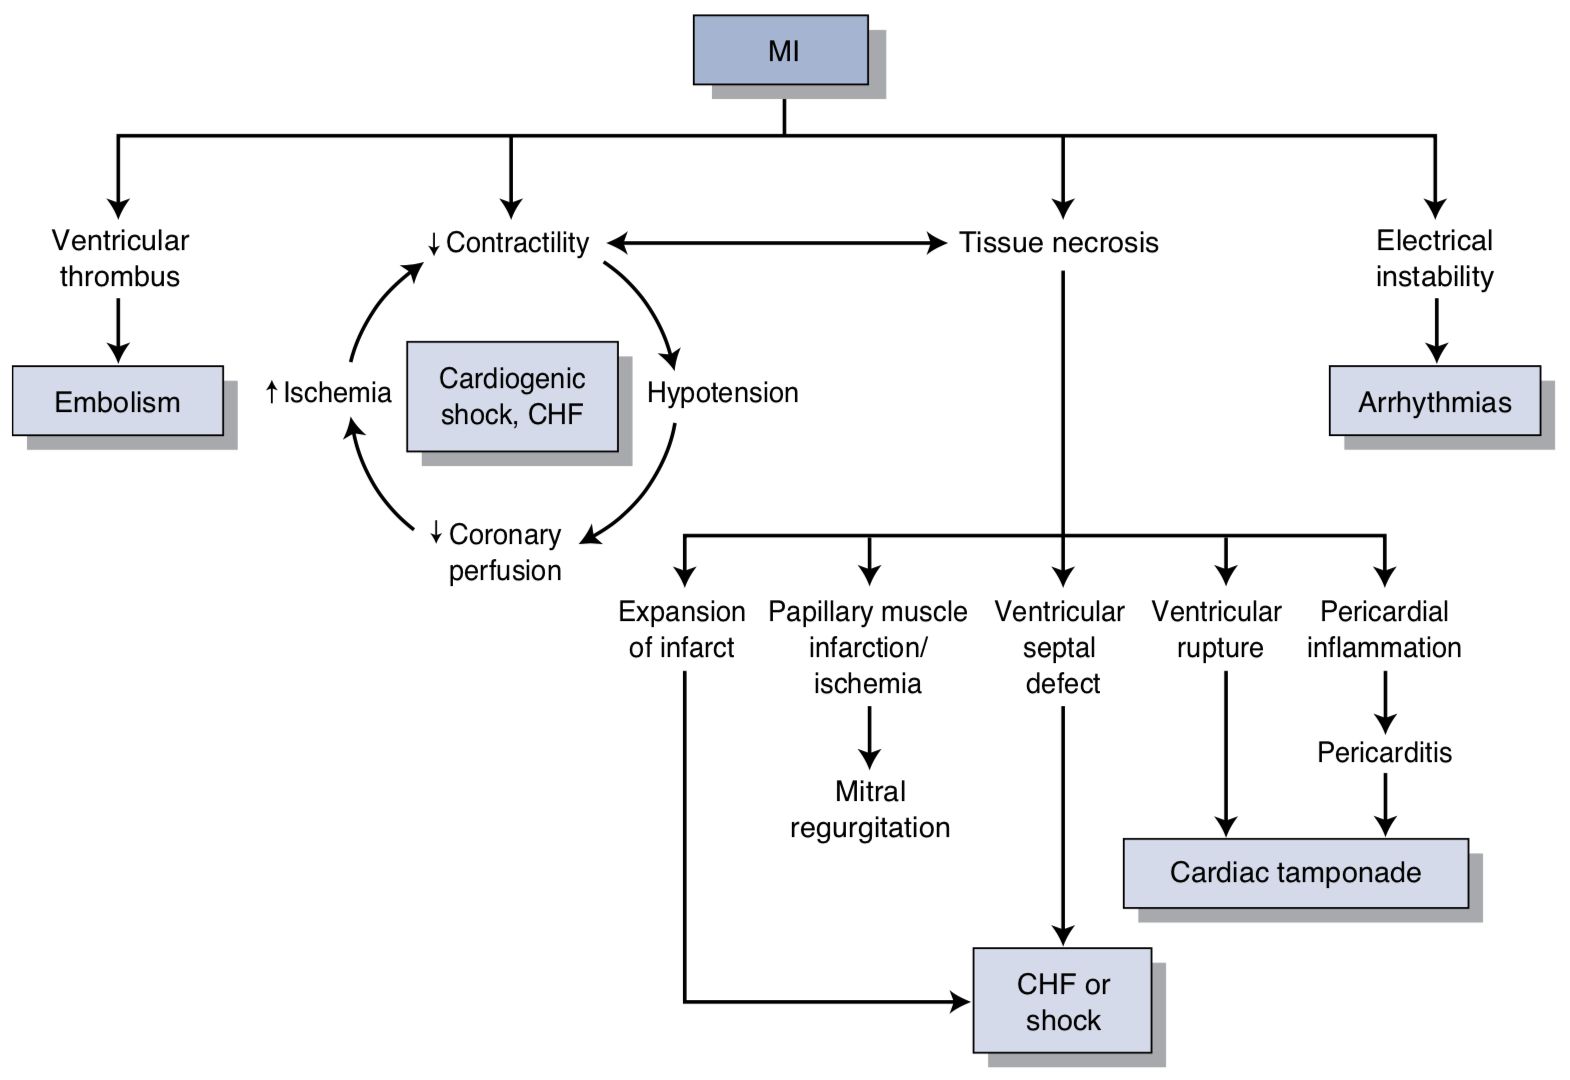 MI
Ventricular
thrombus
↓ Contractility
Tissue necrosis
Electrical
instability
Embolism
↑ Ischemia
Cardiogenic
shock, CHF
Hypotension
Arrhythmias
↓ Coronary
perfusion
Expansion
of infarct
Papillary muscle
infarction/
ischemia
Ventricular
septal
defect
Ventricular
rupture
Pericardial
inflammation
Pericarditis
Mitral
regurgitation
Cardiac tamponade
CHF or
shock